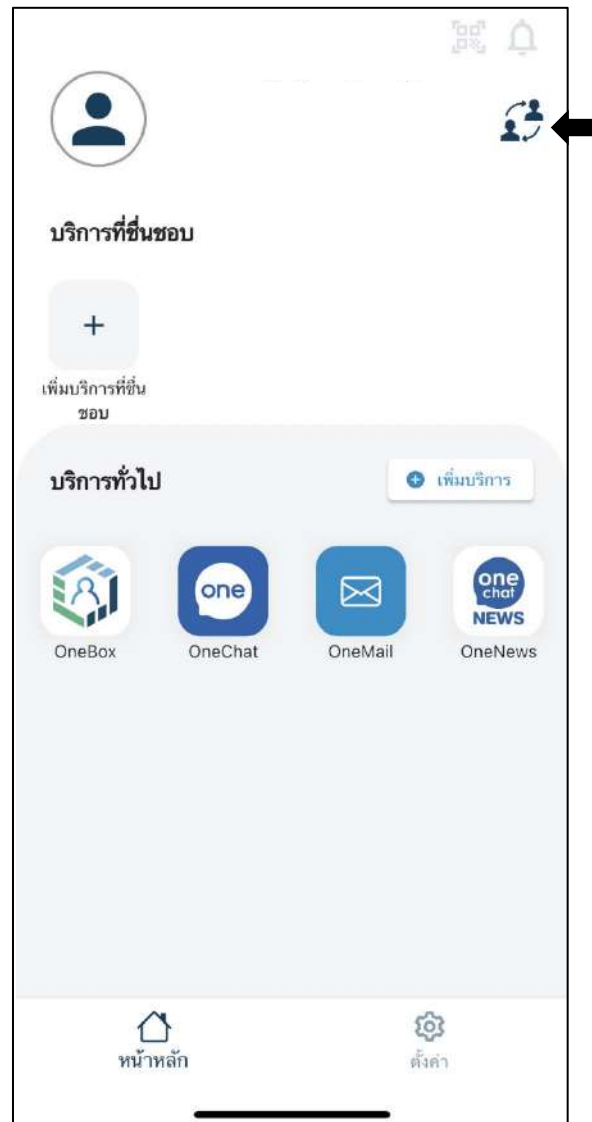 บริการที่ชื่นชอบ
+
เพิ่มบริการที่ชื่น
ชอบ
บริการทั่วไป
เพิ่มบริการ
one
one
chat
NEWS
OneBox
OneChat
OneMail
OneNews
หน้าหลัก
ตั้งค่า